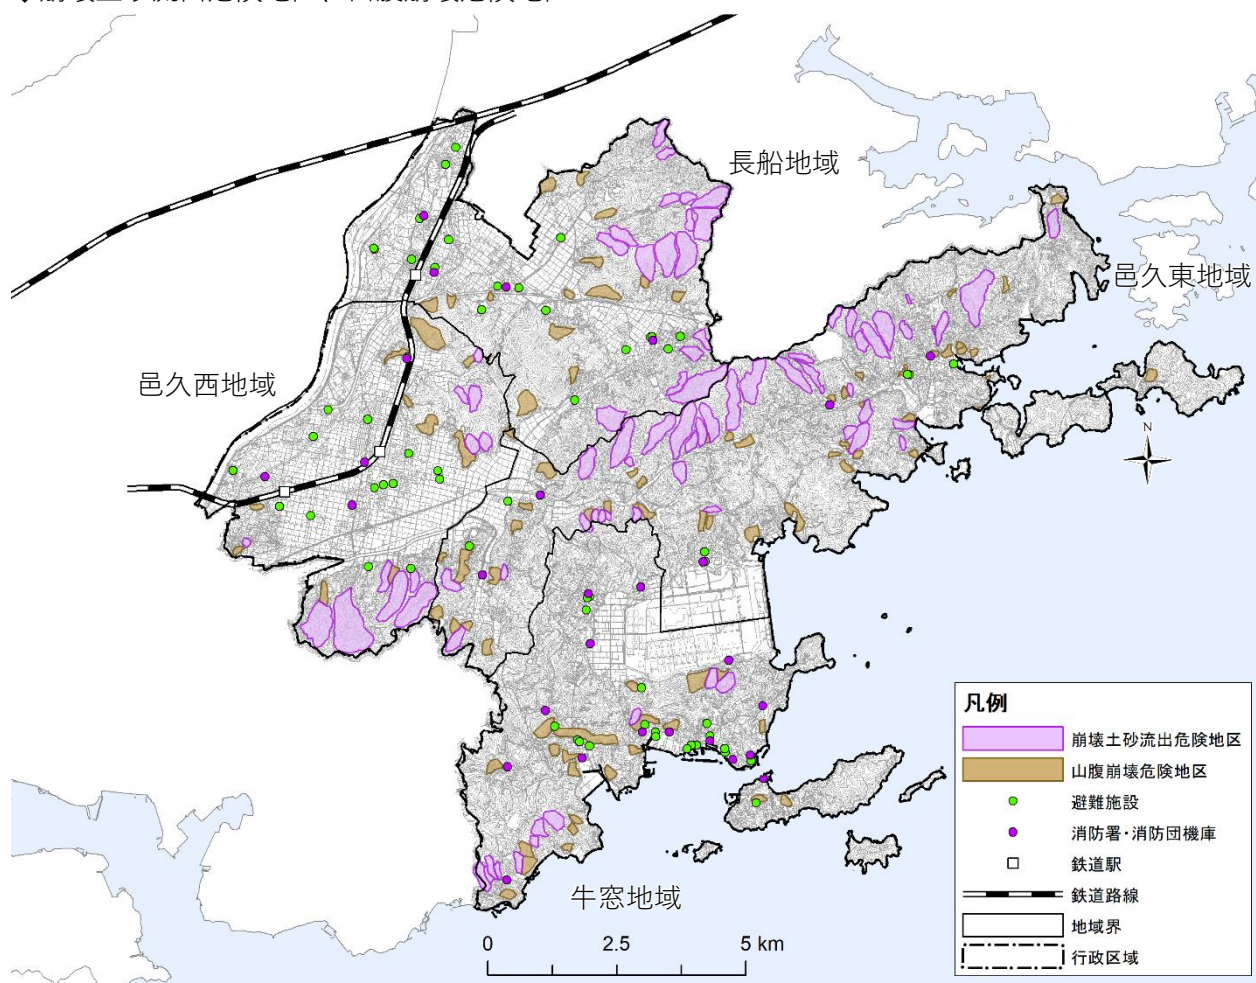 長船地域
邑久東地域
邑久西地域
N
凡例
崩壊土砂流出危険地区
山腹崩壊危険地区
避難施設
消防署・消防団機庫
鉄道駅
鉄道路線
地域界
行政区域
牛窓地域
0 2.5 5 km